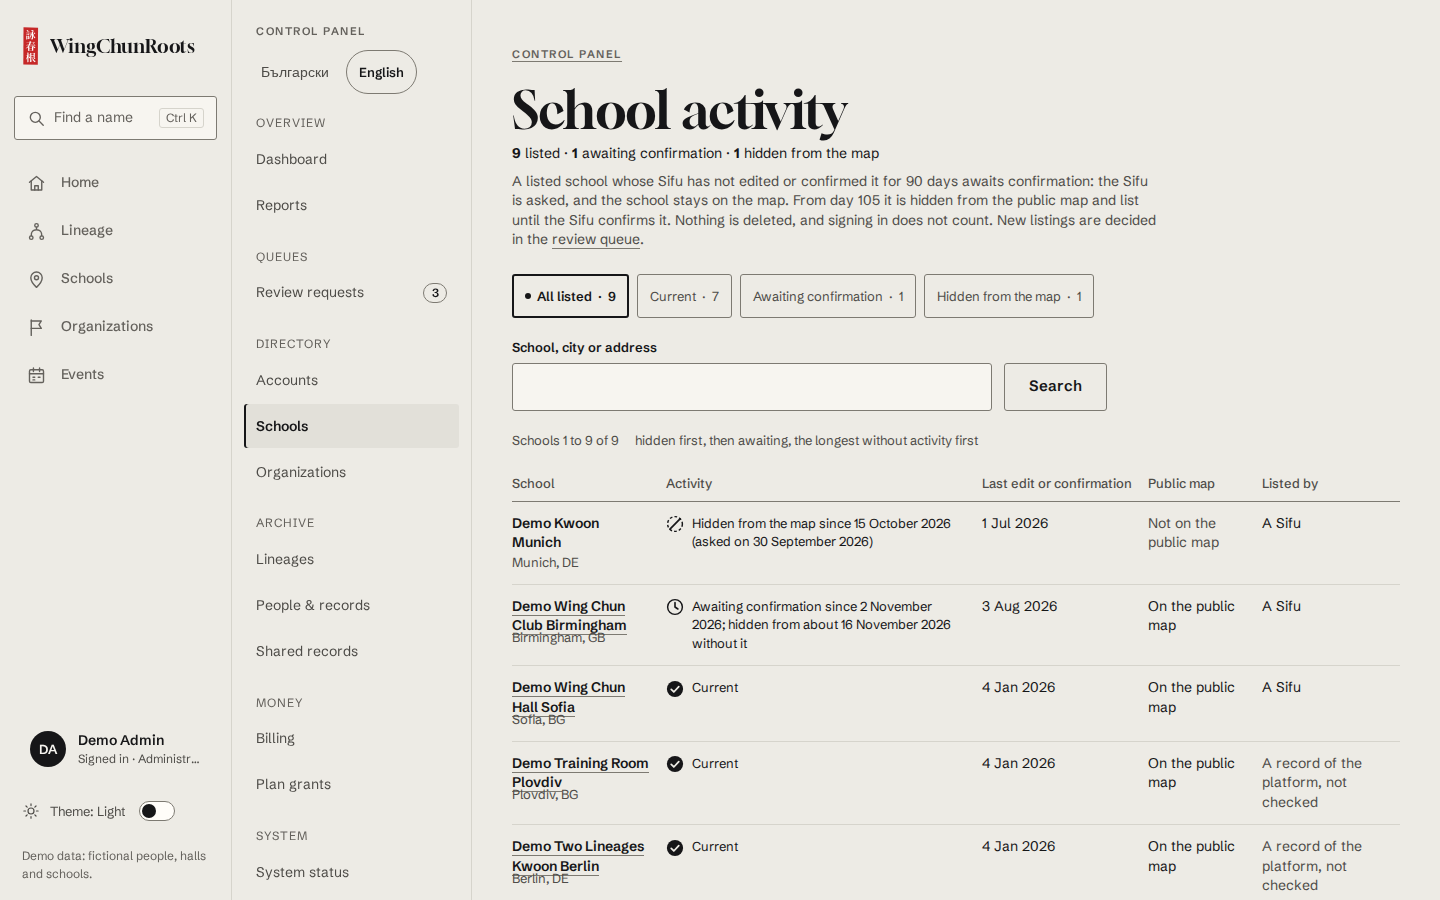 詠春根
WingChunRoots
Find a name
Ctrl K
Home
Lineage
Schools
Organizations
Events
DA
Demo Admin
Signed in · Administr...
Theme: Light
Demo data: fictional people, halls
and schools.
CONTROL PANEL
Български
English
OVERVIEW
Dashboard
Reports
QUEUES
Review requests
3
DIRECTORY
Accounts
Schools
Organizations
ARCHIVE
Lineages
People & records
Shared records
MONEY
Billing
Plan grants
SYSTEM
System status
CONTROL PANEL
School activity
9 listed · 1 awaiting confirmation · 1 hidden from the map
A listed school whose Sifu has not edited or confirmed it for 90 days awaits confirmation: the Sifu
is asked, and the school stays on the map. From day 105 it is hidden from the public map and list
until the Sifu confirms it. Nothing is deleted, and signing in does not count. New listings are decided
in the review queue.
All listed · 9
Current · 7
Awaiting confirmation · 1
Hidden from the map · 1
School, city or address
Search
Schools 1 to 9 of 9 hidden first, then awaiting, the longest without activity first
School
Activity
Last edit or confirmation
Public map
Listed by
Demo Kwoon
Munich
Munich, DE
Hidden from the map since 15 October 2026
(asked on 30 September 2026)
1 Jul 2026
Not on the
public map
A Sifu
Demo Wing Chun
Club Birmingham
Birmingham, GB
Awaiting confirmation since 2 November
2026; hidden from about 16 November 2026
without it
3 Aug 2026
On the public
map
A Sifu
Demo Wing Chun
Hall Sofia
Sofia, BG
Current
4 Jan 2026
On the public
map
A Sifu
Demo Training Room
Plovdiv
Plovdiv, BG
Current
4 Jan 2026
On the public
map
A record of the
platform, not
checked
Demo Two Lineages
Kwoon Berlin
Berlin, DE
Current
4 Jan 2026
On the public
map
A record of the
platform, not
checked